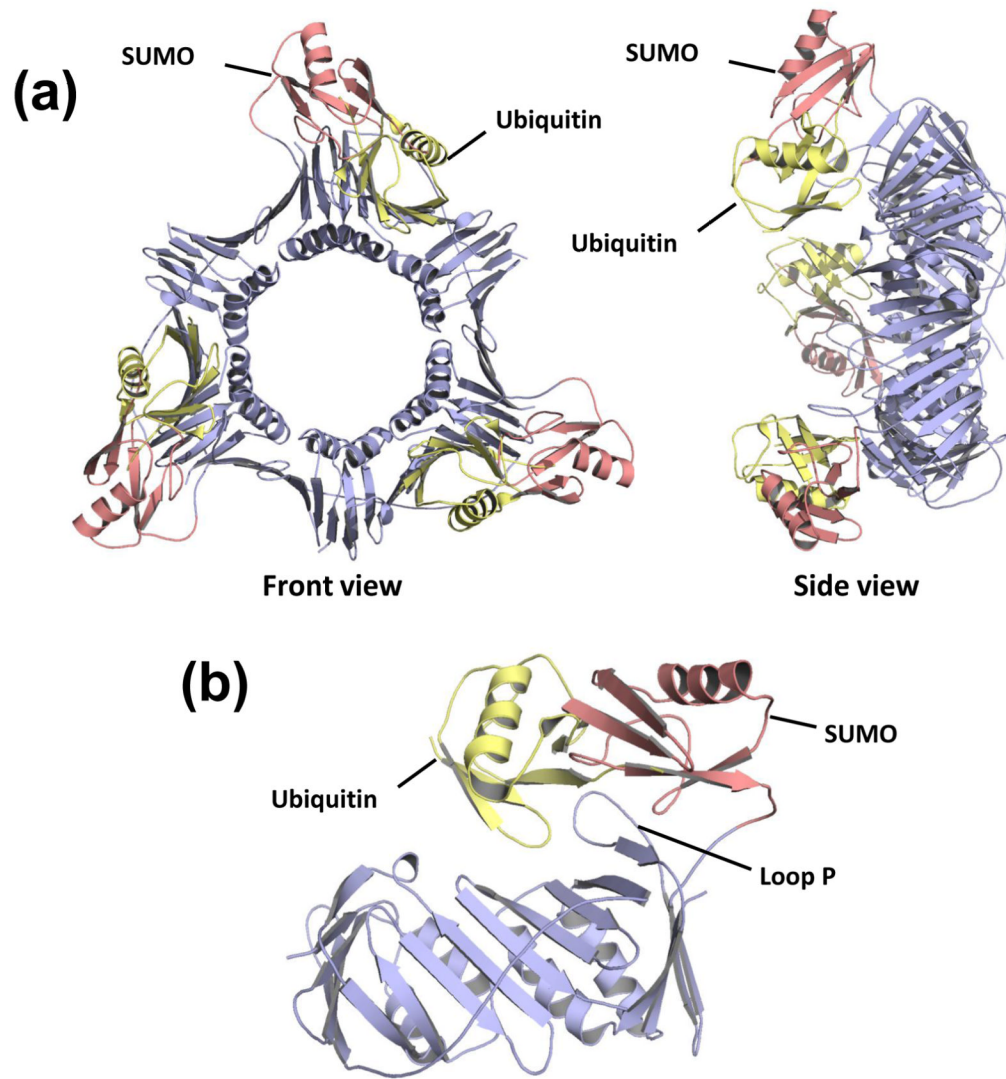 (a)
SUMO
Ubiquitin
SUMO
Ubiquitin
Front view
Side view
(b)
Ubiquitin
SUMO
Loop P